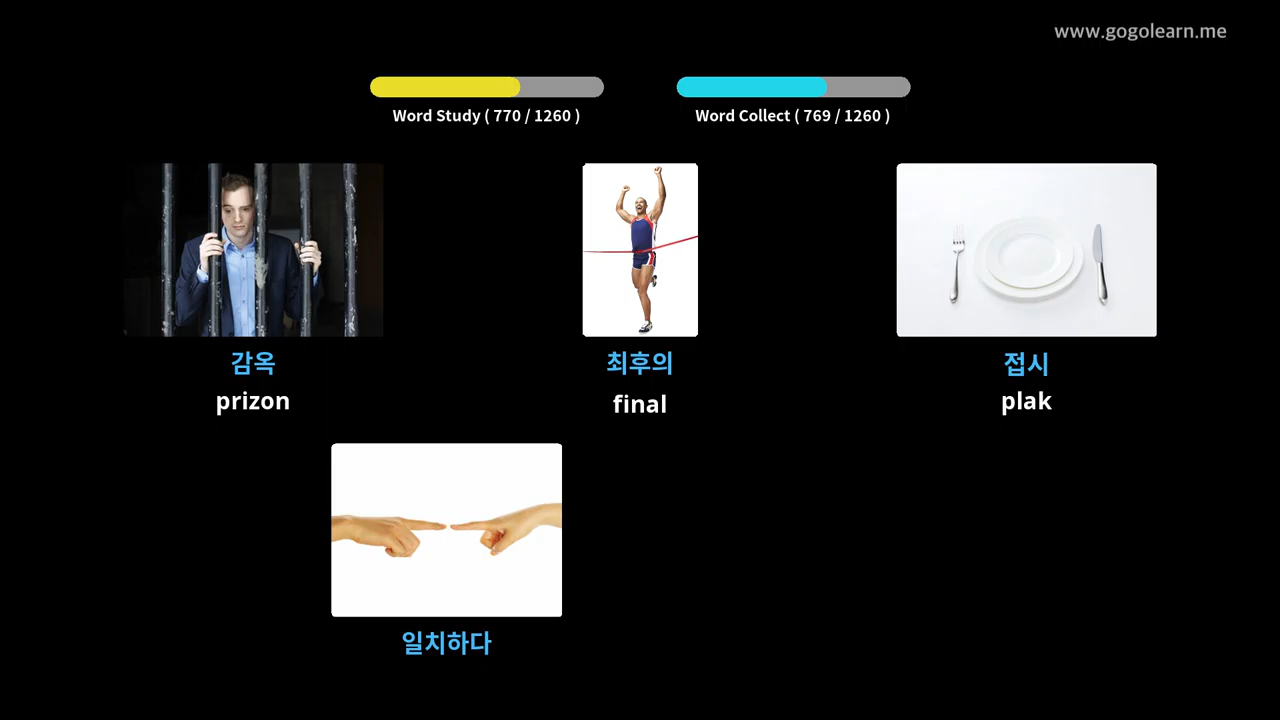 www.gogolearn.me
Word Study ( 770 / 1260 )
Word Collect ( 769 / 1260 )
감옥
prizon
최후의
final
접시
plak
일치하다